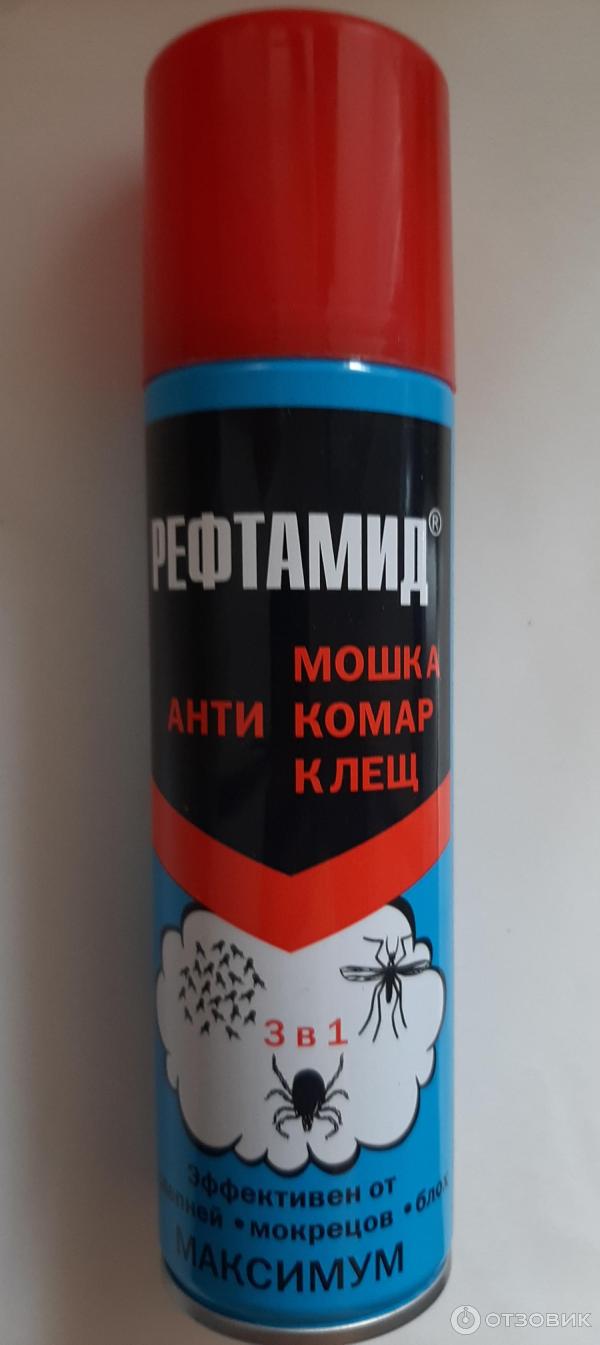 РЕФТАМИД®
МОШКА
АНТИ КОМАР
КЛЕЩ
3 в 1
Эффективен от
• мокрецов • блох
МАКСИМУМ
ОТЗОВИК